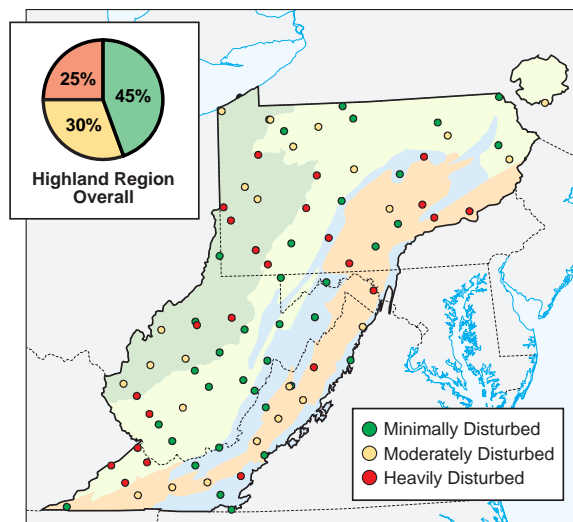 25%
45%
30%
Highland Region
Overall
Minimally Disturbed
Moderately Disturbed
Heavily Disturbed